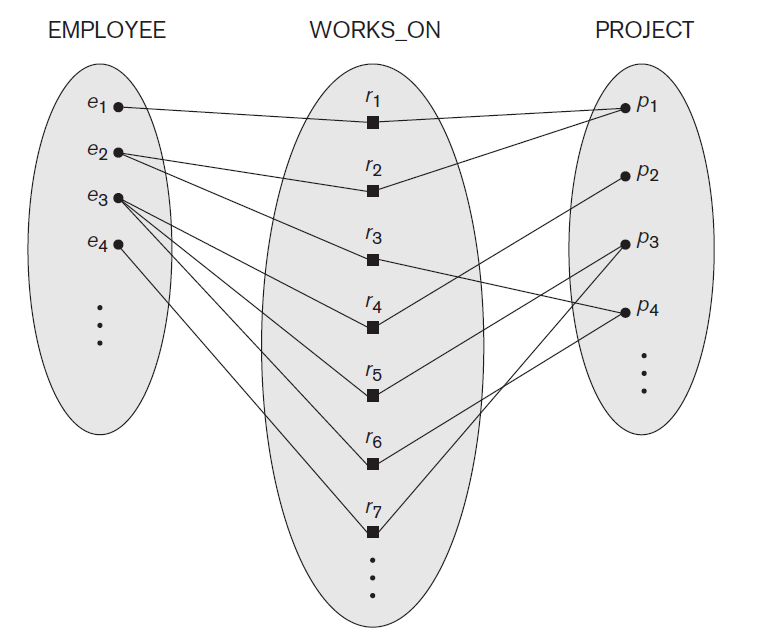 EMPLOYEE
WORKS_ON
PROJECT
e1
e2
e3
e4
r1
r2
r3
r4
r5
r6
r7
p1
p2
p3
p4